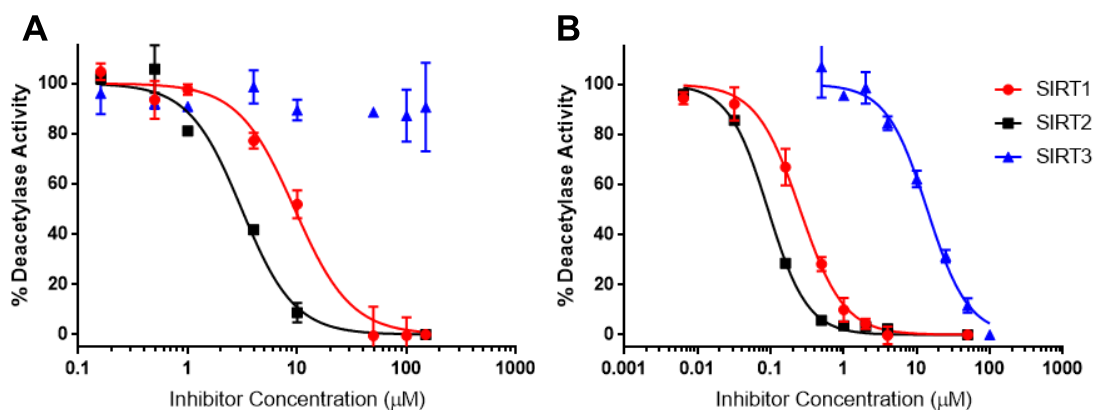 A
% Deacetylase Activity
100
80
60
40
20
0
0.1
1
10
100
1000
Inhibitor Concentration (μM)
B
% Deacetylase Activity
100
80
60
40
20
0
0.001
0.01
0.1
1
10
100
1000
Inhibitor Concentration (μM)
SIRT1
SIRT2
SIRT3